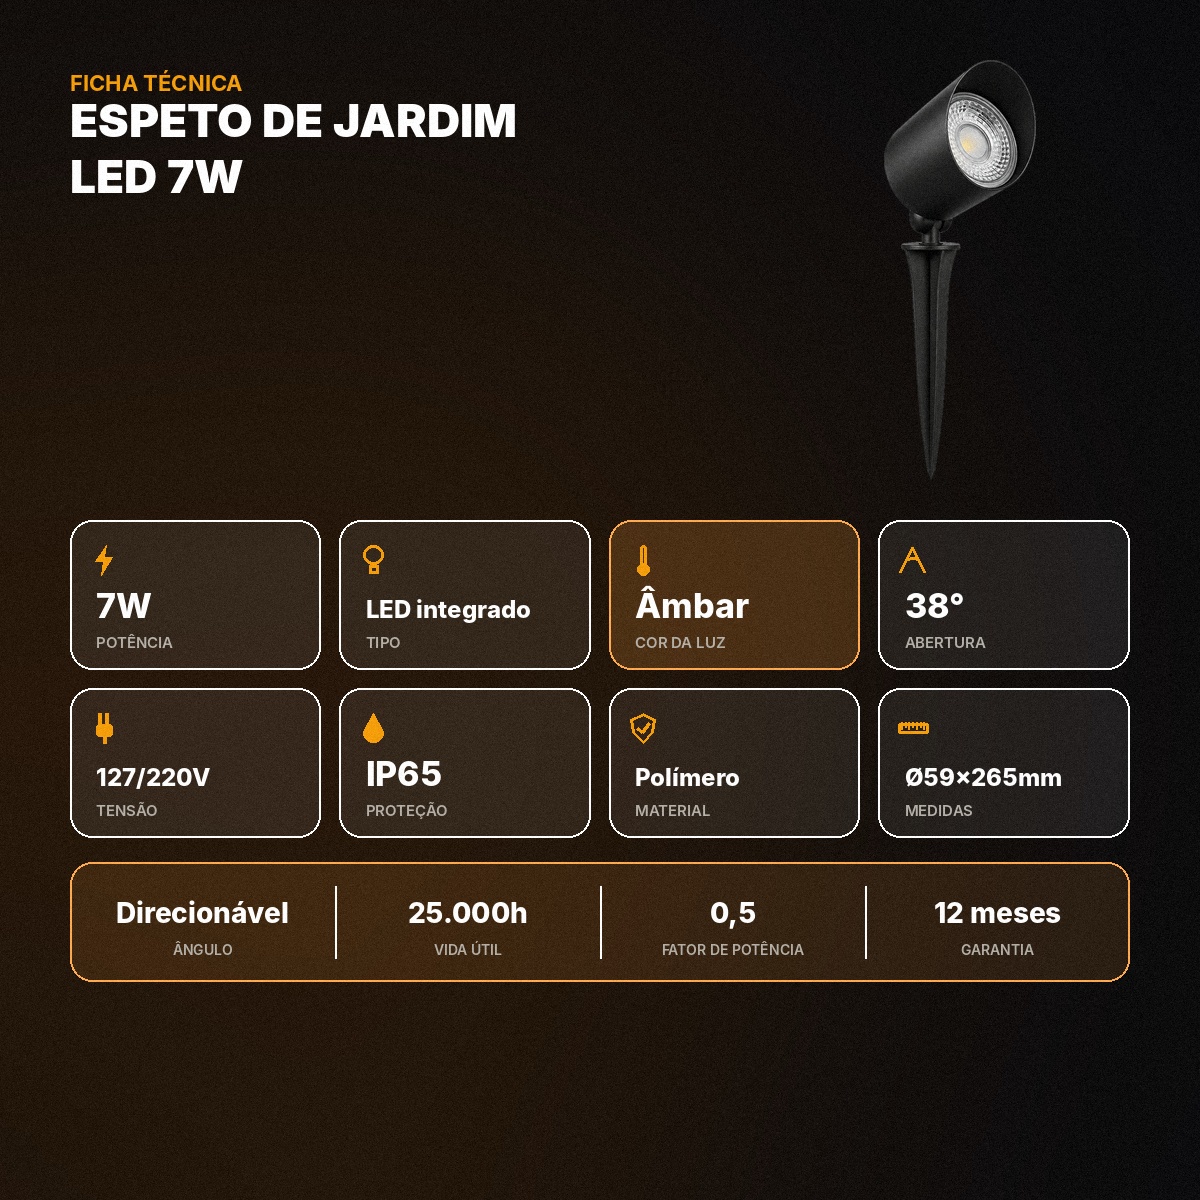 FICHA TÉCNICA
ESPETO DE JARDIM
LED 7W
7W
POTÊNCIA
LED integrado
TIPO
Âmbar
COR DA LUZ
38°
ABERTURA
127/220V
TENSÃO
IP65
PROTEÇÃO
Polímero
MATERIAL
Ø59×265mm
MEDIDAS
Direcionável
ÂNGULO
25.000h
VIDA ÚTIL
0,5
FATOR DE POTÊNCIA
12 meses
GARANTIA